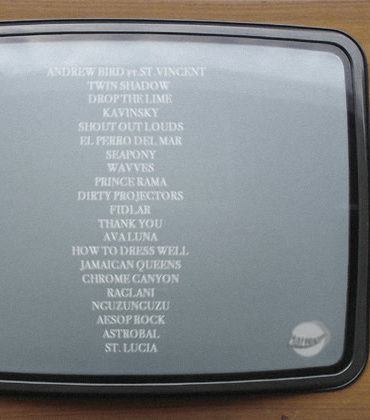 ANDREW BIRD FT. ST. VINCENT
TWIN SHADOW
DROP THE LIME
KAVINSKY
SHOUT OUT LOUDS
EL PERRO DEL MAR
SEAPONY
WAVVES
PRINCE RAMA
DIRTY PROJECTORS
FIDLAR
THANK YOU
AVA LUNA
HOW TO DRESS WELL
JAMAICAN QUEENS
CHROME CANYON
RAGLANI
NGUZUNGUZU
AESOP ROCK
ASTROBAL
ST. LUCIA